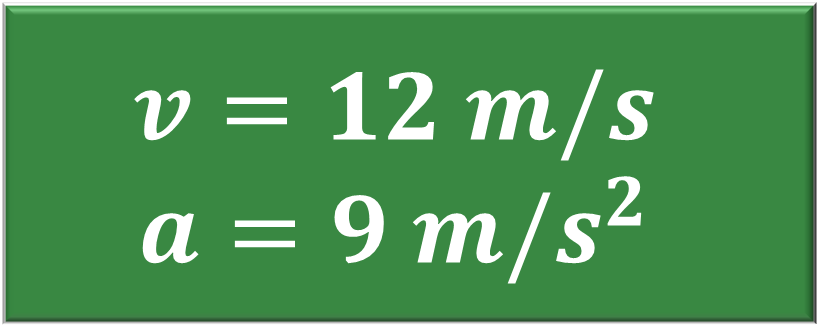 v = 12 m/s
a = 9 m/s²